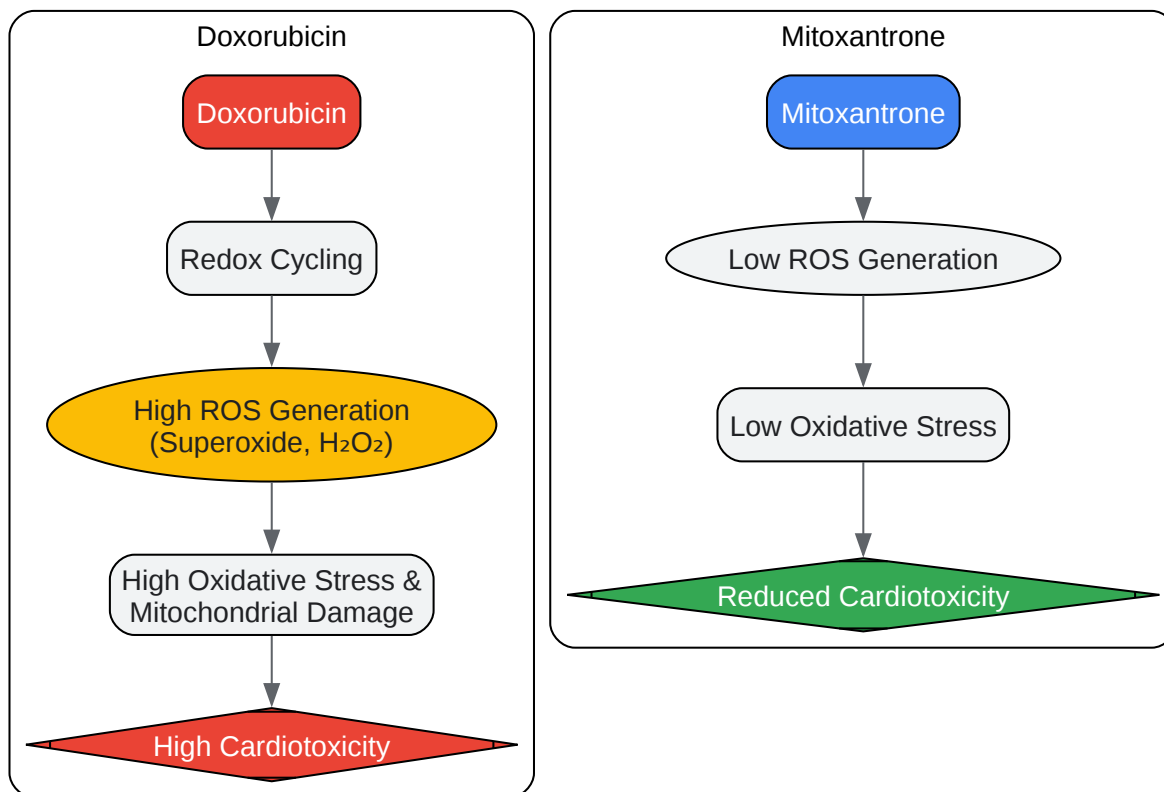 Doxorubicin
Doxorubicin
Redox Cycling
High ROS Generation
(Superoxide, H₂O₂)
High Oxidative Stress &
Mitochondrial Damage
High Cardiotoxicity
Mitoxantrone
Mitoxantrone
Low ROS Generation
Low Oxidative Stress
Reduced Cardiotoxicity